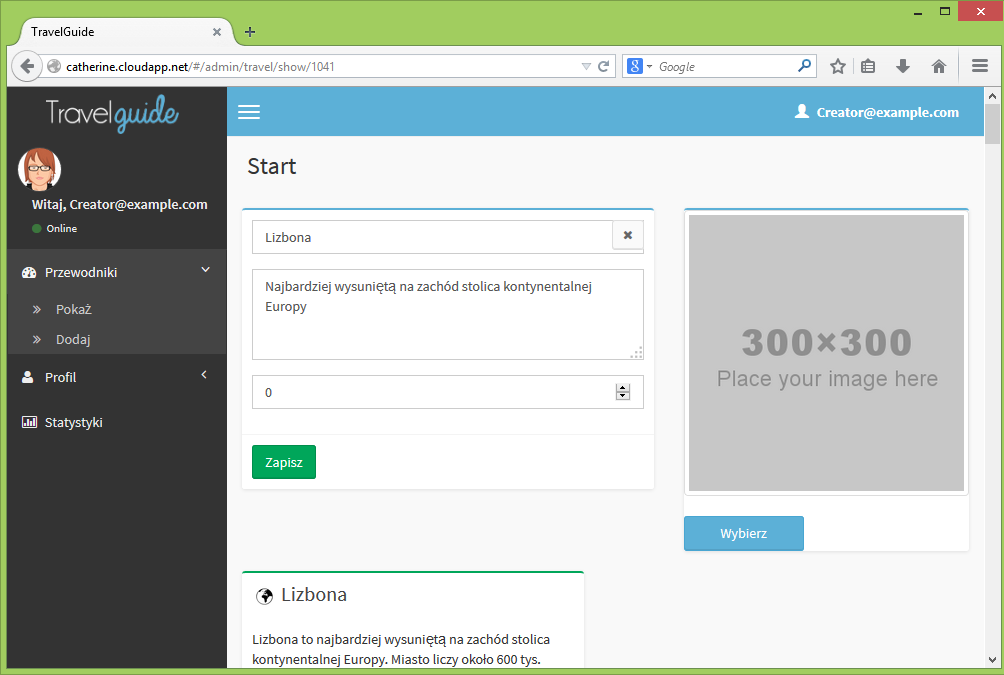 TravelGuide
catherine.cloudapp.net/#/admin/travel/show/1041
8
Google
Travelguide
Creator@example.com
Witaj, Creator@example.com
Online
Przewodniki
Pokaż
Dodaj
Profil
Statystyki
Start
Lizbona
Najbardziej wysuniętą na zachód stolica kontynentalnej
Europy
0
Zapisz
300×300
Place your image here
Wybierz
Lizbona
Lizbona to najbardziej wysuniętą na zachód stolica
kontynentalnej Europy. Miasto liczy około 600 tys.